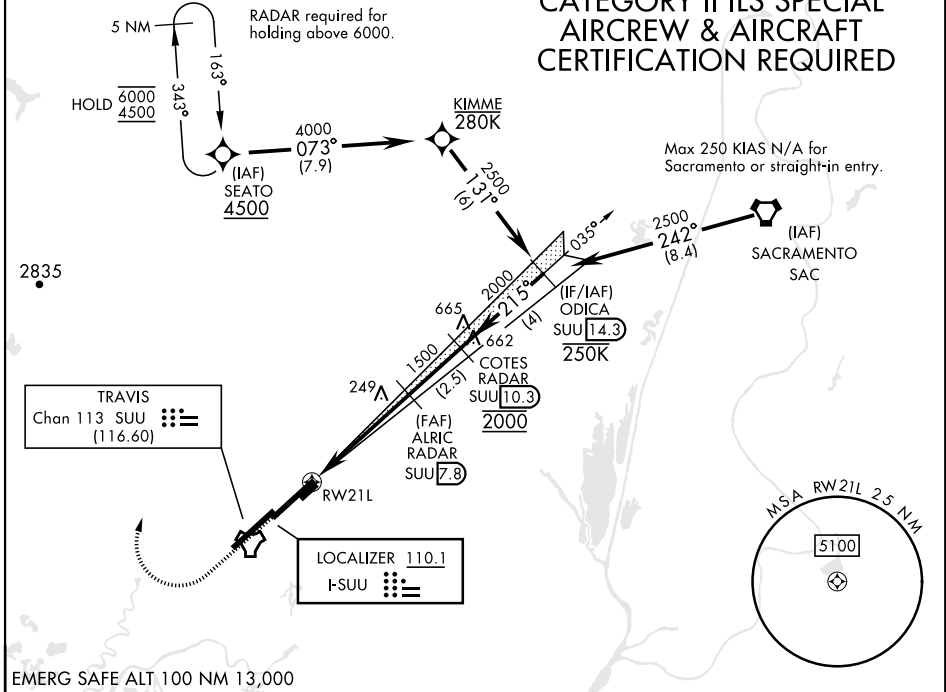 CATEGORY II ILS SPECIAL
AIRCREW & AIRCRAFT
CERTIFICATION REQUIRED
RADAR required for
holding above 6000.
5 NM
163°
343°
HOLD 6000
4500
(IAF)
SEATO
4500
4000
073°
(7.9)
KIMME
280K
2500
131°
(6)
Max 250 KIAS N/A for
Sacramento or straight-in entry.
2500
242°
(8.4)
(IAF)
SACRAMENTO
SAC
035°
2835
2000
215°
(4)
(IF/IAF)
ODICA
SUU 14.3
250K
665
662
1500
(2.5)
COTES
RADAR
SUU 10.3
2000
249
(FAF)
ALRIC
RADAR
SUU 7.8
TRAVIS
Chan 113 SUU
(116.60)
RW21L
LOCALIZER 110.1
I-SUU
MSA RW21L 25 NM
5100
EMERG SAFE ALT 100 NM 13,000